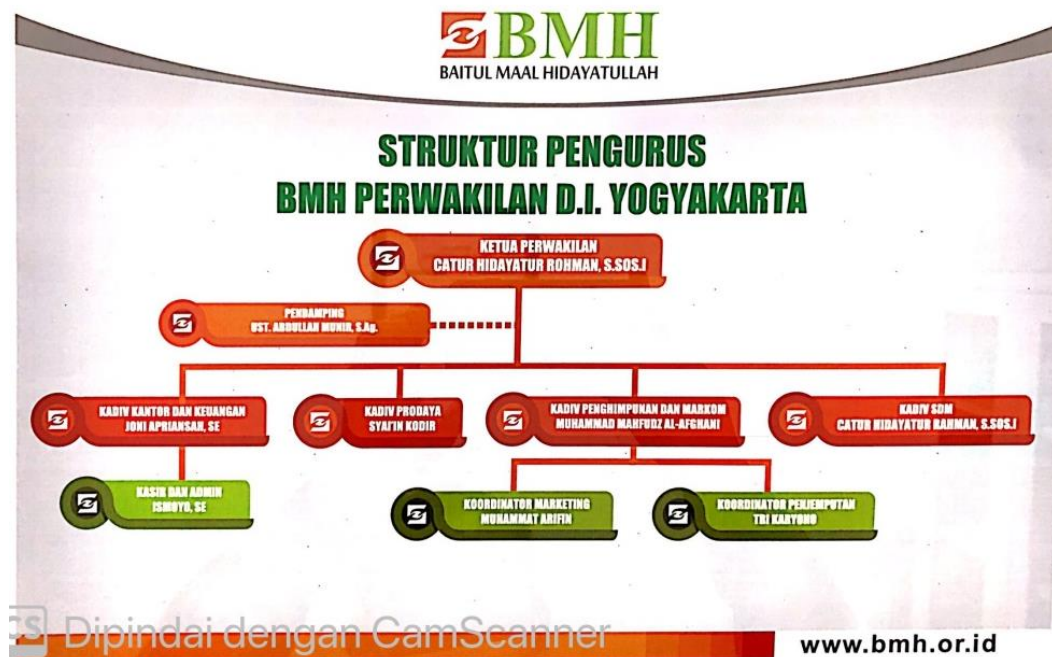 BMH
BAITUL MAAL HIDAYATULLAH
STRUKTUR PENGURUS
BMH PERWAKILAN D.I. YOGYAKARTA
KETUA PERWAKILAN
CATUR HIDAYATUR ROHMAN, S.SOS.I
PENDAMPING
UST. ABDULLAH MUNIR, S.Ag.
KADIV KANTOR DAN KEUANGAN
JONI APRIANSAN, SE
KADIV PRODAYA
SYAI'IN KODIR
KADIV PENGHIMPUNAN DAN MARKOM
MUHAMMAD MAHFUDZ AL-AFGHANI
KADIV SDM
CATUR HIDAYATUR RAHMAN, S.SOS.I
KASIR DAN ADMIN
ISMOYO, SE
KOORDINATOR MARKETING
MUHAMMAT ARIFIN
KOORDINATOR PENJEMPUTAN
TRI KARYONO
CS Dipindai dengan CamScanner
www.bmh.or.id